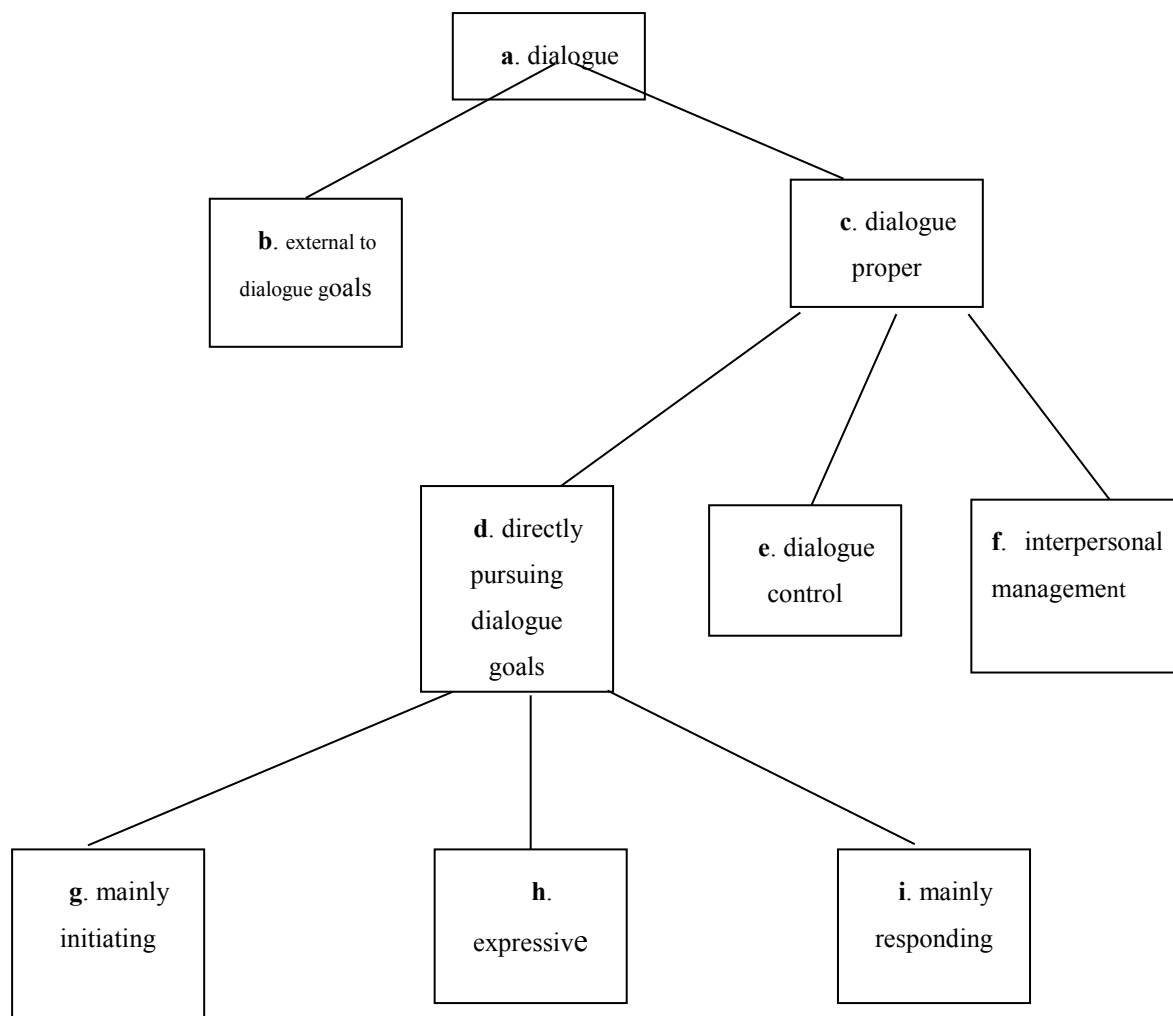 a. dialogue
b. external to
dialogue goals
c. dialogue
proper
d. directly
pursuing
dialogue
goals
e. dialogue
control
f. interpersonal
management
g. mainly
initiating
h.
expressive
i. mainly
responding